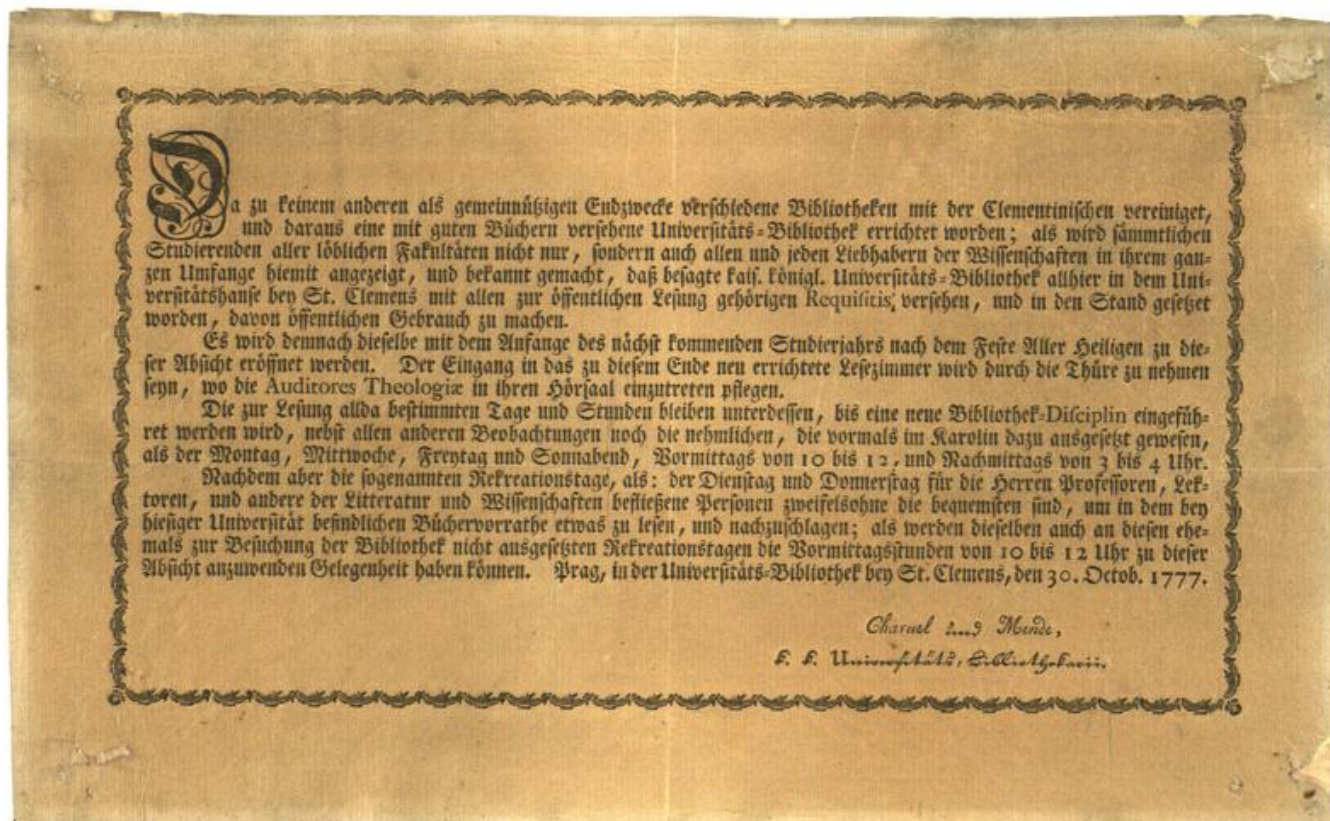 Da zu keinem anderen als gemeinnützigen Endzwecke verschiedene Bibliotheken mit der Clementinischen vereiniget,
und daraus eine mit guten Büchern versehene Universitäts-Bibliothek errichtet worden; als wird sämmtlichen
Studierenden aller löblichen Fakultäten nicht nur, sondern auch allen und jeden Liebhabern der Wissenschaften in ihrem gan-
zen Umfange hiemit angezeigt, und bekannt gemacht, daß besagte kais. königl. Universitäts-Bibliothek allhier in dem Uni-
versitätshause bey St. Clemens mit allen zur öffentlichen Lesung gehörigen Requisitis, versehen, und in den Stand gesetzet
worden, davon öffentlichen Gebrauch zu machen.
Es wird demnach dieselbe mit dem Anfange des nächst kommenden Studierjahrs nach dem Feste Aller Heiligen zu die-
ser Absicht eröffnet werden. Der Eingang in das zu diesem Ende neu errichtete Lesezimmer wird durch die Thüre zu nehmen
seyn, wo die Auditores Theologiæ in ihren Hörsaal einzutreten pflegen.
Die zur Lesung allda bestimmten Tage und Stunden bleiben unterdessen, bis eine neue Bibliothek-Disciplin eingefüh-
ret werden wird, nebst allen anderen Beobachtungen noch die nehmlichen, die vormals im Karolin dazu ausgesetzt gewesen,
als der Montag, Mittwoche, Freytag und Sonnabend, Vormittags von 10 bis 12, und Nachmittags von 3 bis 4 Uhr.
Nachdem aber die sogenannten Rekreationstage, als: der Dienstag und Donnerstag für die Herren Professoren, Lek-
toren, und andere der Litteratur und Wissenschaften befließene Personen zweifelsohne die bequemsten sind, um in dem bey
hiesiger Universität befindlichen Büchervorrathe etwas zu lesen, und nachzuschlagen; als werden dieselben auch an diesen ehe-
mals zur Besuchung der Bibliothek nicht ausgesetzten Rekreationstagen die Vormittagsstunden von 10 bis 12 Uhr zu dieser
Absicht anzuwenden Gelegenheit haben können. Prag, in der Universitäts-Bibliothek bey St. Clemens, den 30. Octob. 1777.
Charuel und Mende,
k. k. Universitäts-Bibliothekarii.